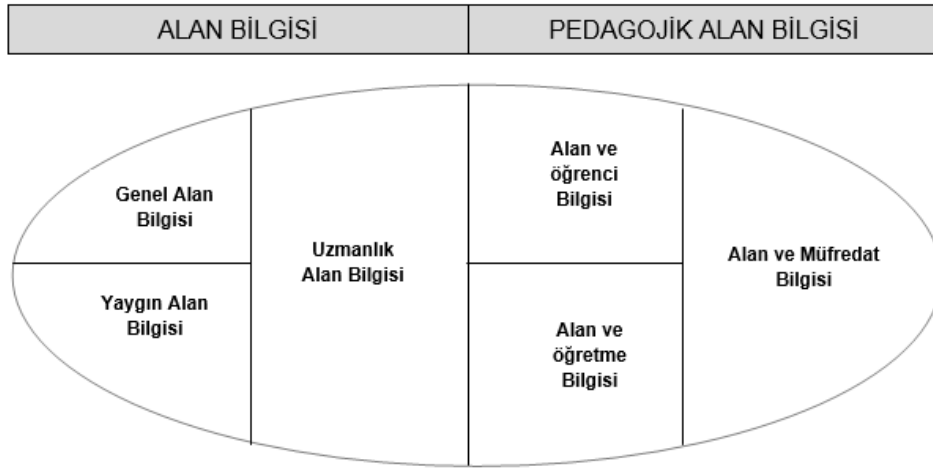 ALAN BİLGİSİ
PEDAGOJİK ALAN BİLGİSİ
Genel Alan
Bilgisi
Yaygın Alan
Bilgisi
Uzmanlık
Alan Bilgisi
Alan ve
öğrenci
Bilgisi
Alan ve
öğretme
Bilgisi
Alan ve Müfredat
Bilgisi